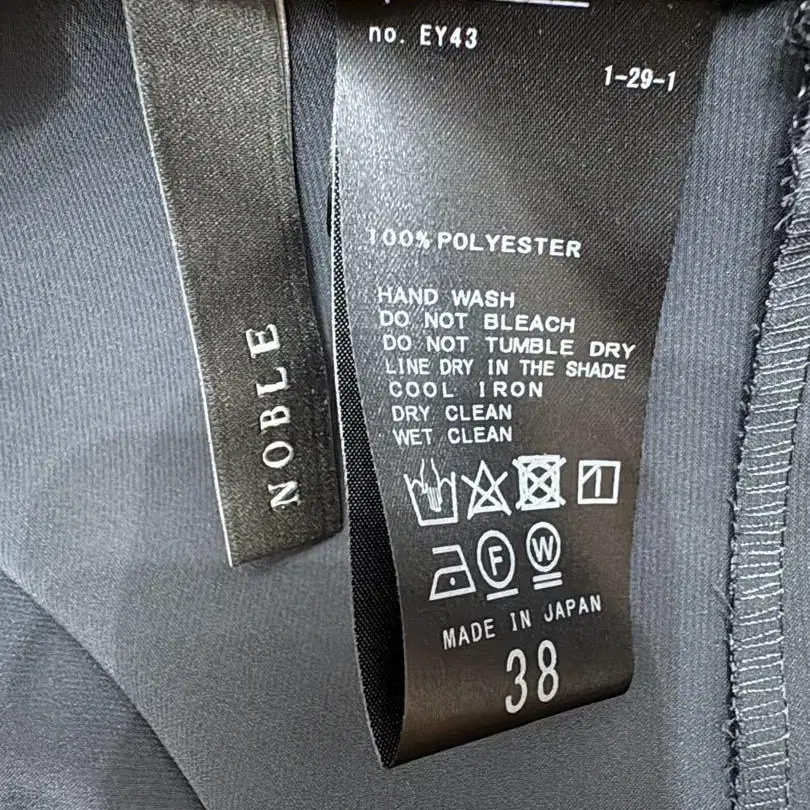 no. EY43
1-29-1
100% POLYESTER
HAND WASH
DO NOT BLEACH
DO NOT TUMBLE DRY
LINE DRY IN THE SHADE
COOL IRON
DRY CLEAN
WET CLEAN
F
W
MADE IN JAPAN
38
NOBLE